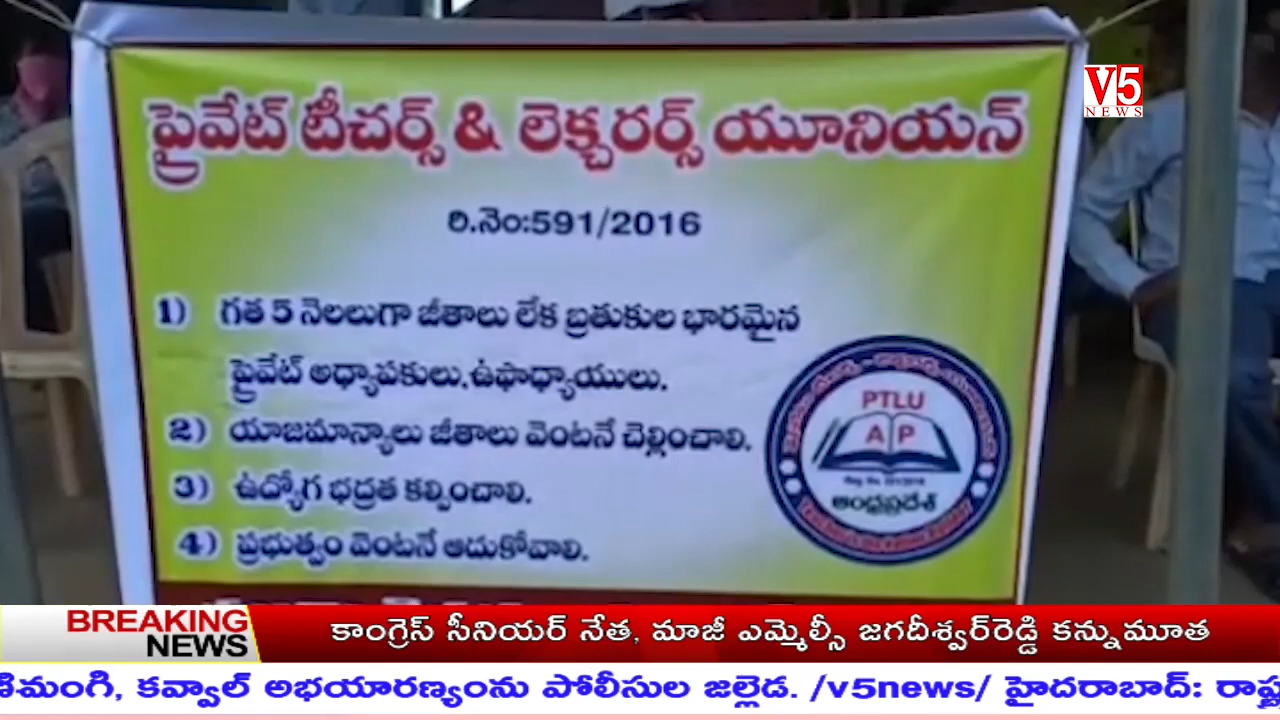 V5
NEWS
ప్రైవేట్ టీచర్స్ & లెక్చరర్స్ యూనియన్
రి.నెం:591/2016
1) గత 5 నెలలుగా జీతాలు లేక బ్రతుకుల భారమైన
ప్రైవేట్ అధ్యాపకులు.ఉపాధ్యాయులు.
2) యాజమాన్యాలు జీతాలు వెంటనే చెల్లించాలి.
3) ఉద్యోగ భద్రత కల్పించాలి.
4) ప్రభుత్వం వెంటనే ఆదుకోవాలి.
PTLU
A P
ఆంధ్రప్రదేశ్
BREAKING
NEWS
కాంగ్రెస్ సీనియర్ నేత, మాజీ ఎమ్మెల్సీ జగదీశ్వర్‌రెడ్డి కన్నుమూత
కవ్వాల్ అభయారణ్యంను పోలీసుల జల్లెడ. /v5news/ హైదరాబాద్: